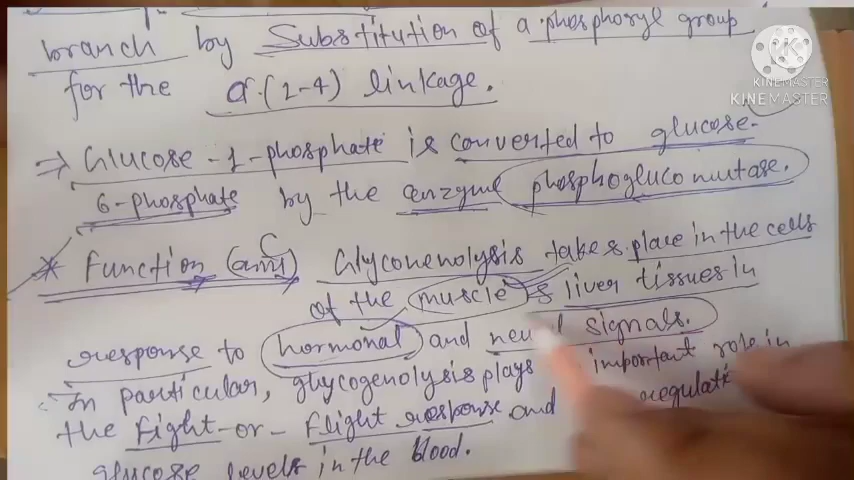 branch by Substitution of a phosphoryl group
for the α-(1-4) linkage.
KINEMASTER
KINEMASTER
⇒ Glucose-1-phosphate is converted to glucose-
6-phosphate by the enzyme phosphoglucomutase.
* Function (aim) Glyconenolysis takes place in the cells
of the muscle & liver tissues in
response to hormonal and signals.
In particular, glycogenolysis plays important role in
the fight-or-flight response and
glucose levels in the blood.